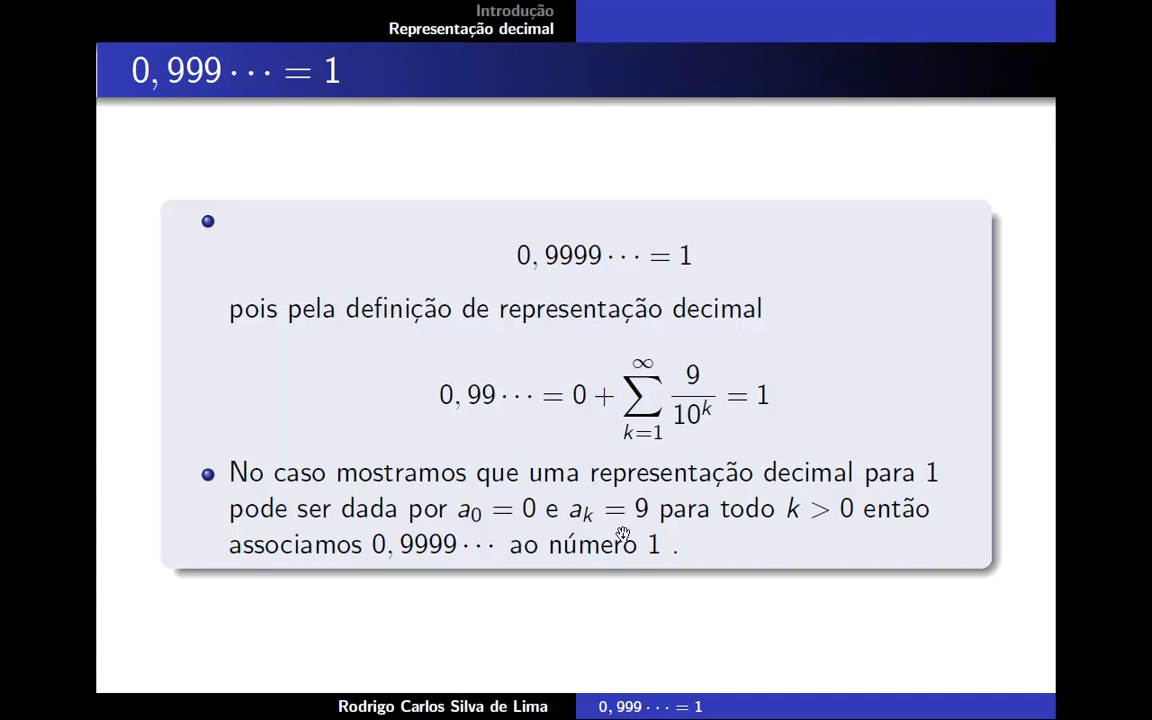 Introdução
Representação decimal
0, 999 · · · = 1
0, 9999 · · · = 1
pois pela definição de representação decimal
0, 99 · · · = 0 + ∞∑k=1 9/10^k = 1
No caso mostramos que uma representação decimal para 1
pode ser dada por a₀ = 0 e aₖ = 9 para todo k > 0 então
associamos 0, 9999 · · · ao número 1 .
Rodrigo Carlos Silva de Lima
0, 999 · · · = 1